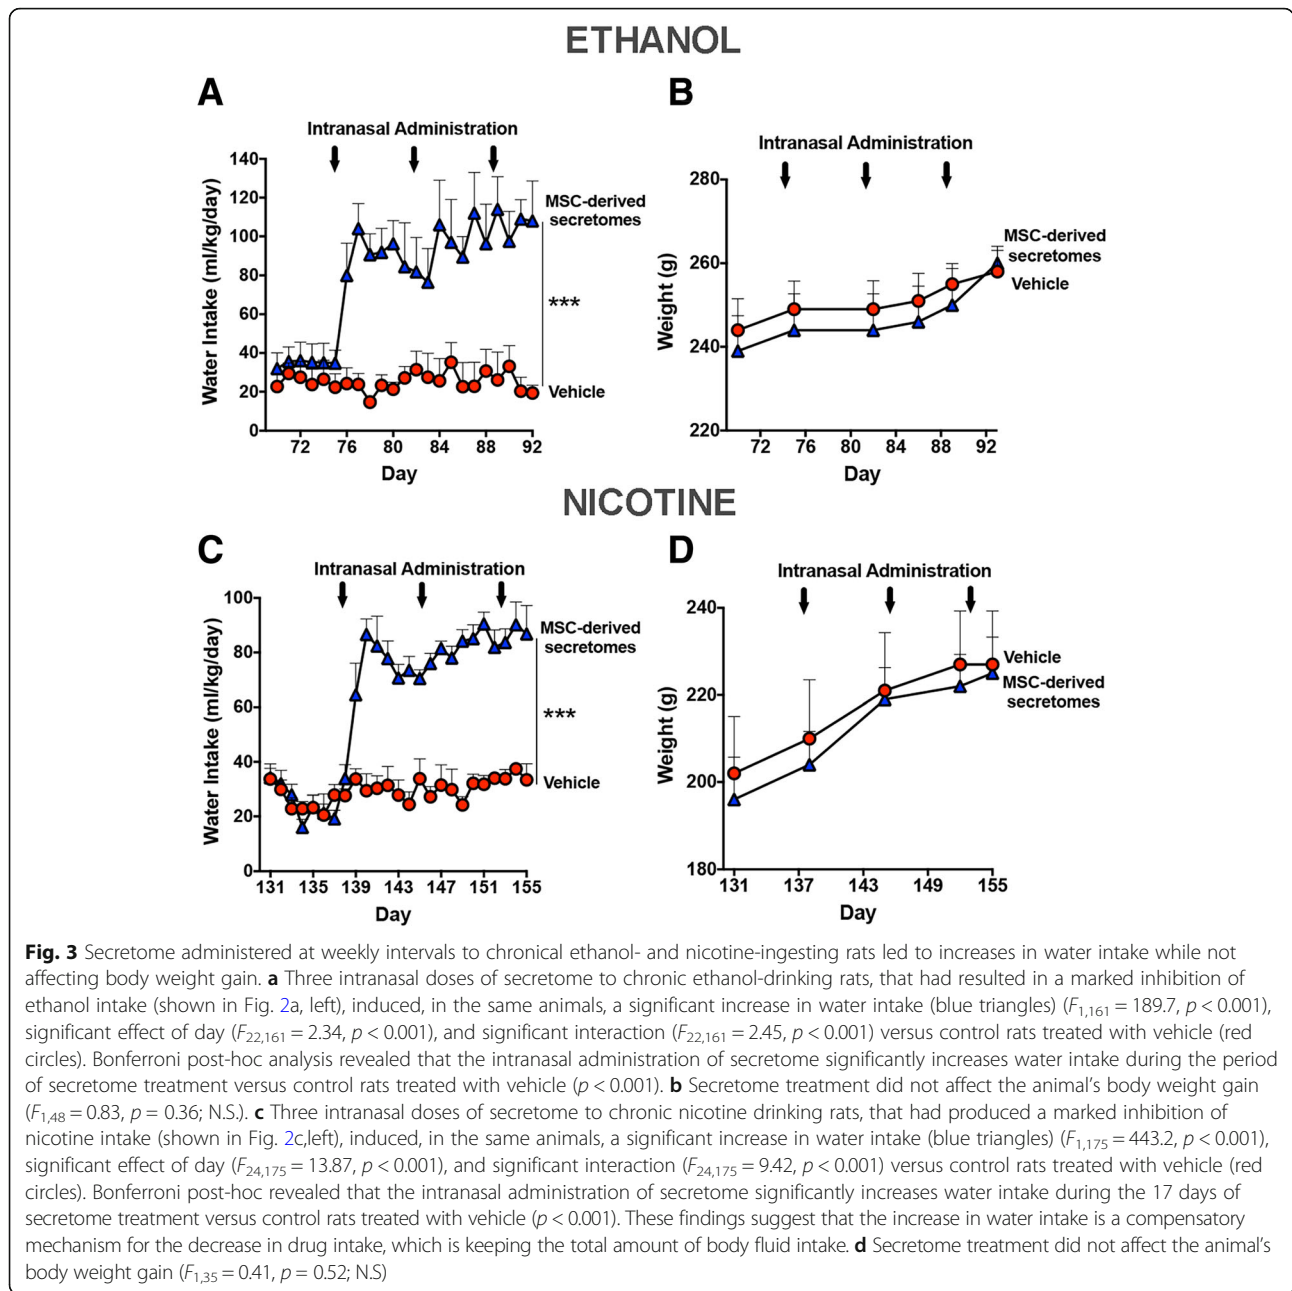 ETHANOL
A
Intranasal Administration
Water Intake (ml/kg/day)
140
120
100
80
60
40
20
0
MSC-derived
secretomes
***
Vehicle
72 76 80 84 88 92
Day
B
Intranasal Administration
Weight (g)
280
260
240
220
MSC-derived
secretomes
Vehicle
72 76 80 84 88 92
Day
NICOTINE
C
Intranasal Administration
Water Intake (ml/kg/day)
100
80
60
40
20
0
MSC-derived
secretomes
***
Vehicle
131 135 139 143 147 151 155
Day
D
Intranasal Administration
Weight (g)
240
220
200
180
Vehicle
MSC-derived
secretomes
131 137 143 149 155
Day
Fig. 3 Secretome administered at weekly intervals to chronical ethanol- and nicotine-ingesting rats led to increases in water intake while not
affecting body weight gain. a Three intranasal doses of secretome to chronic ethanol-drinking rats, that had resulted in a marked inhibition of
ethanol intake (shown in Fig. 2a, left), induced, in the same animals, a significant increase in water intake (blue triangles) (F1,161 = 189.7, p < 0.001),
significant effect of day (F22,161 = 2.34, p < 0.001), and significant interaction (F22,161 = 2.45, p < 0.001) versus control rats treated with vehicle (red
circles). Bonferroni post-hoc analysis revealed that the intranasal administration of secretome significantly increases water intake during the period
of secretome treatment versus control rats treated with vehicle (p < 0.001). b Secretome treatment did not affect the animal's body weight gain
(F1,48 = 0.83, p = 0.36; N.S.). c Three intranasal doses of secretome to chronic nicotine drinking rats, that had produced a marked inhibition of
nicotine intake (shown in Fig. 2c,left), induced, in the same animals, a significant increase in water intake (blue triangles) (F1,175 = 443.2, p < 0.001),
significant effect of day (F24,175 = 13.87, p < 0.001), and significant interaction (F24,175 = 9.42, p < 0.001) versus control rats treated with vehicle (red
circles). Bonferroni post-hoc revealed that the intranasal administration of secretome significantly increases water intake during the 17 days of
secretome treatment versus control rats treated with vehicle (p < 0.001). These findings suggest that the increase in water intake is a compensatory
mechanism for the decrease in drug intake, which is keeping the total amount of body fluid intake. d Secretome treatment did not affect the animal's
body weight gain (F1,35 = 0.41, p = 0.52; N.S)